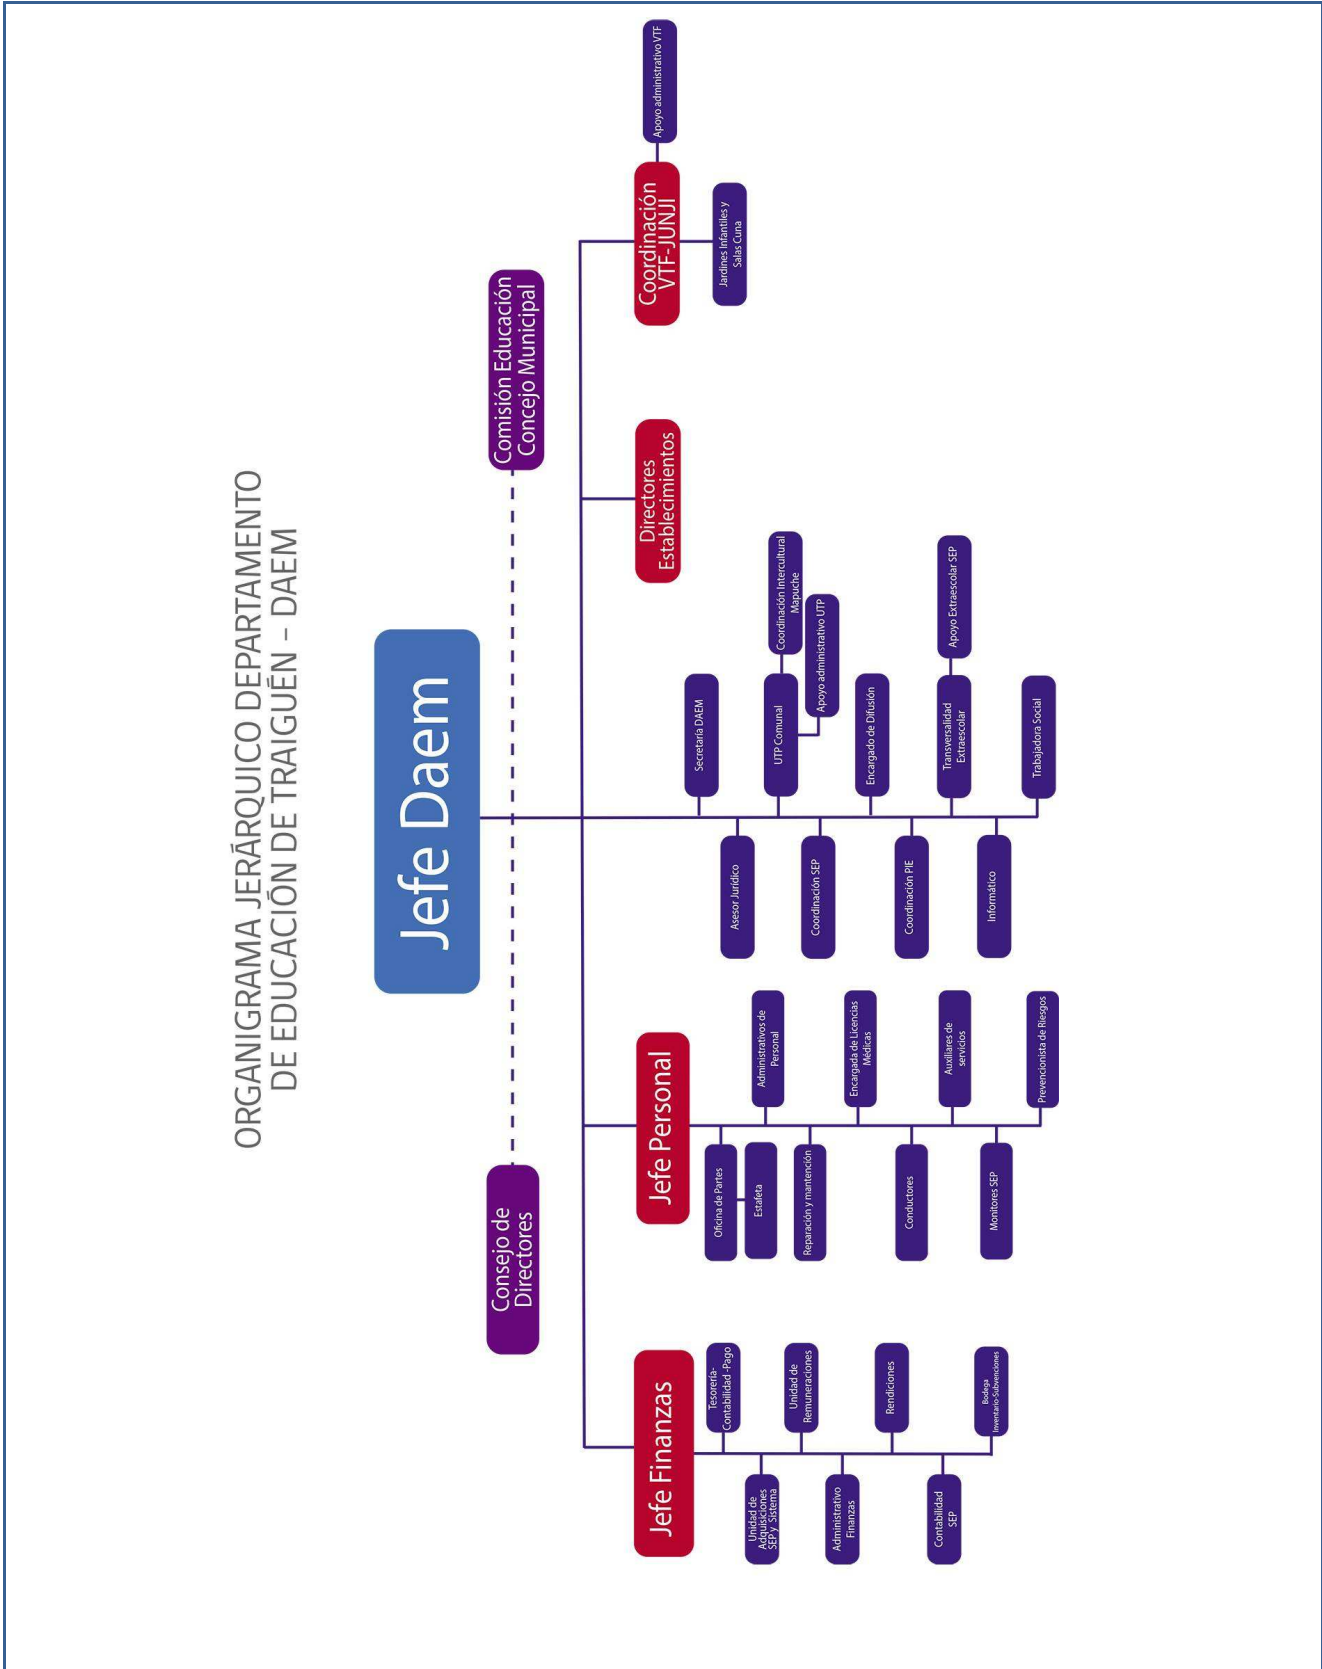 ORGANIGRAMA JERÁRQUICO DEPARTAMENTO
DE EDUCACIÓN DE TRAIGUÉN – DAEM
Jefe Daem
Consejo de
Directores
Comisión Educación
Concejo Municipal
Jefe Finanzas
Tesorería-
Contabilidad -Pago
Unidad de
Adquisiciones
SEP y Sistema
Unidad de
Remuneraciones
Administrativo
Finanzas
Rendiciones
Contabilidad
SEP
Bodega
Inventario-Subvenciones
Jefe Personal
Oficina de Partes
Estafeta
Administrativos de
Personal
Reparación y mantención
Encargada de Licencias
Médicas
Conductores
Auxiliares de
servicios
Monitores SEP
Prevencionista de Riesgos
Secretaría DAEM
Asesor Jurídico
UTP Comunal
Coordinación Intercultural
Mapuche
Apoyo administrativo UTP
Coordinación SEP
Encargado de Difusión
Coordinación PIE
Transversalidad
Extraescolar
Apoyo Extraescolar SEP
Informático
Trabajadora Social
Directores
Establecimientos
Coordinación
VTF-JUNJI
Apoyo administrativo VTF
Jardines Infantiles y
Salas Cuna